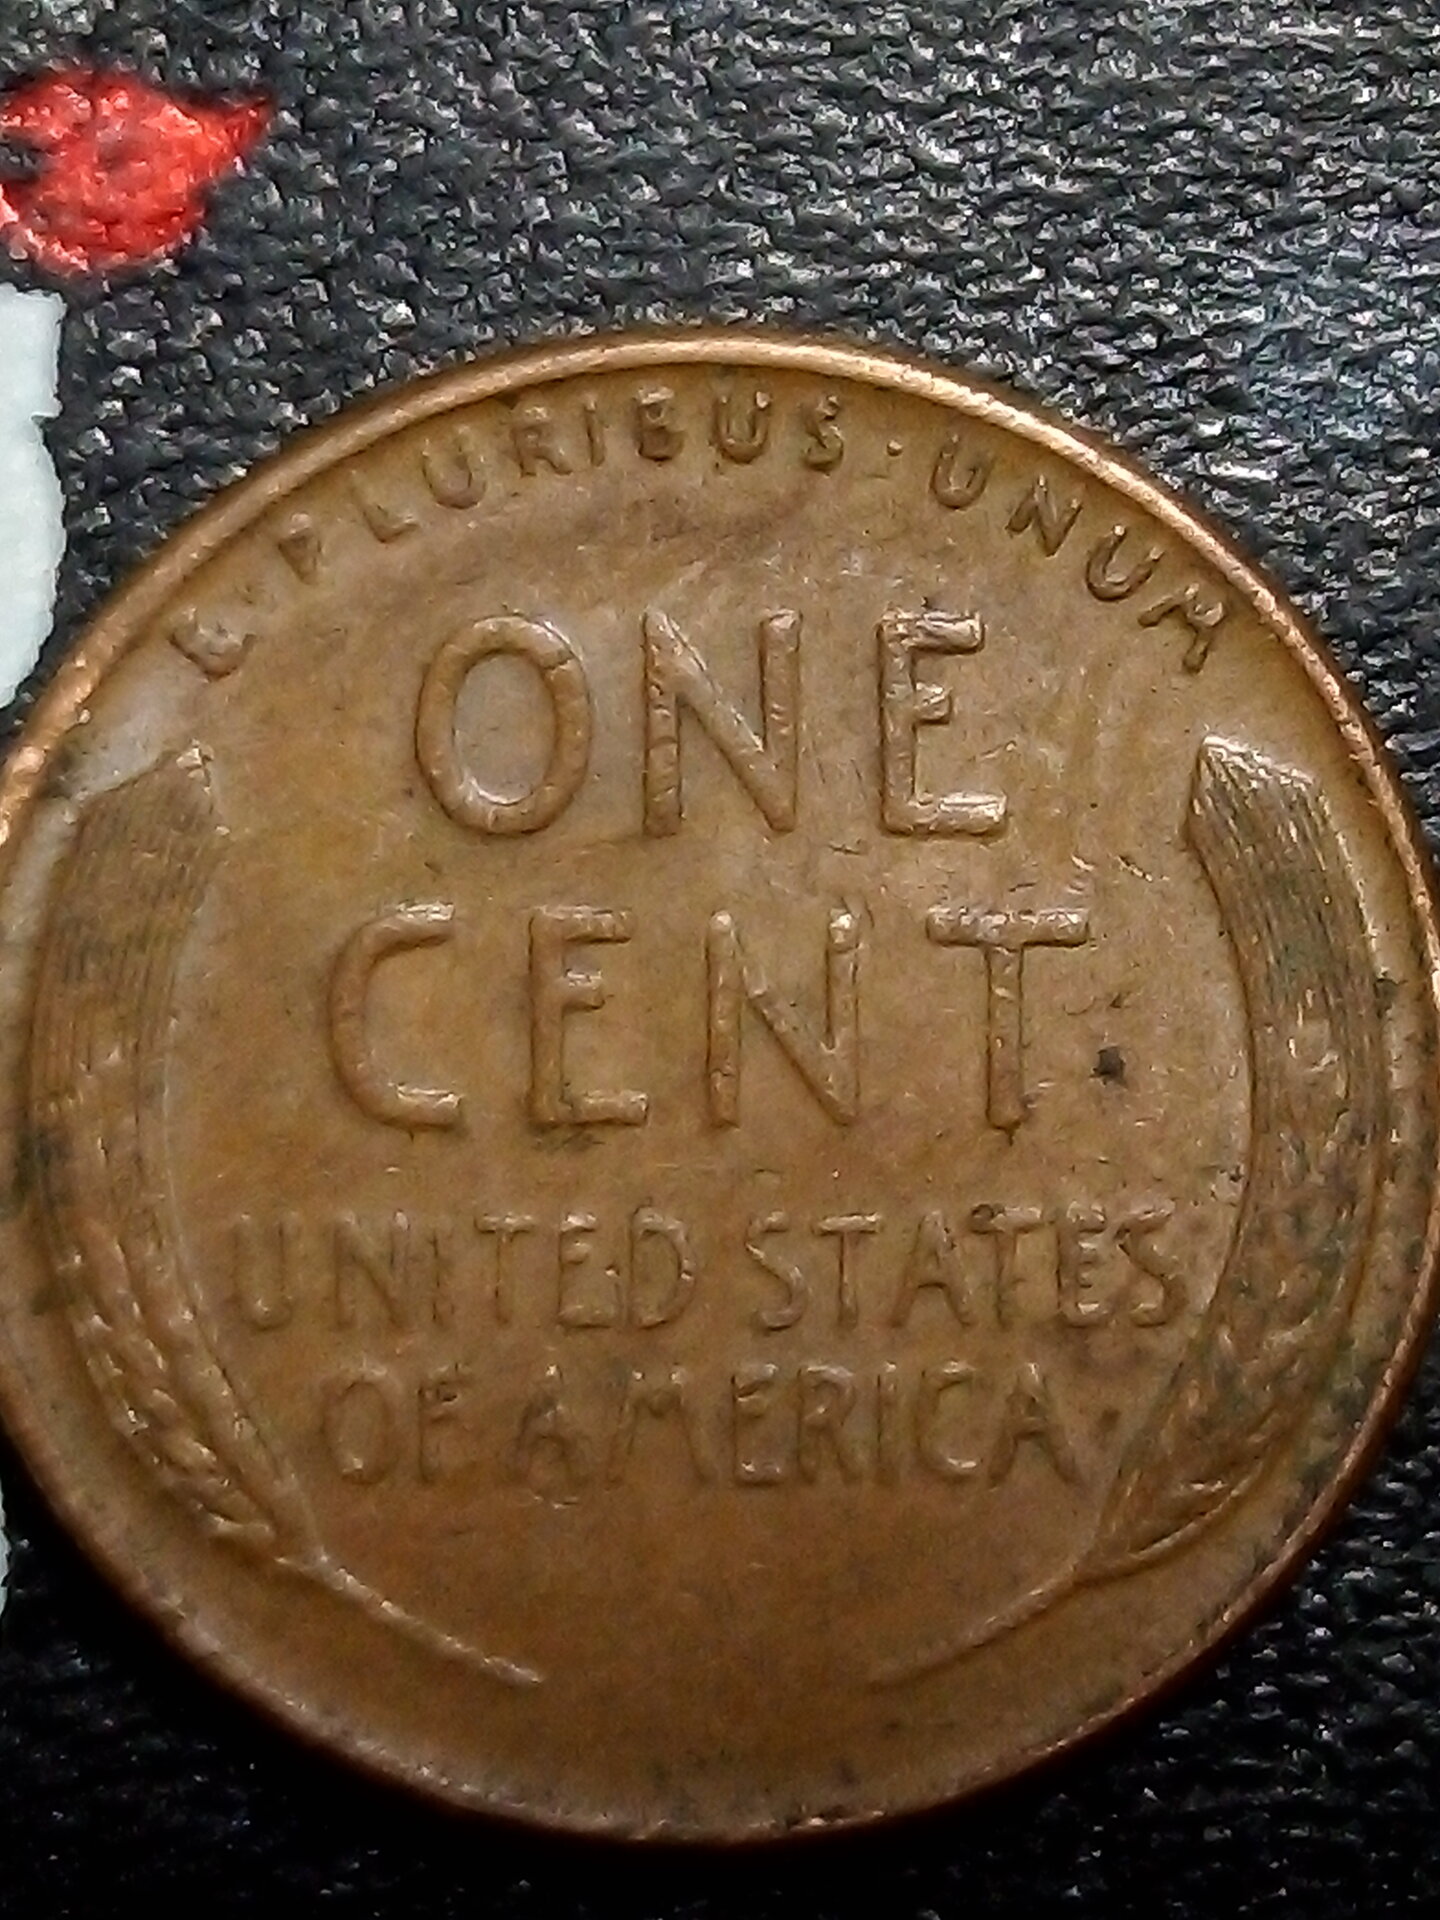 E·PLURIBUS·UNUM
ONE
CENT
UNITED STATES
OF AMERICA